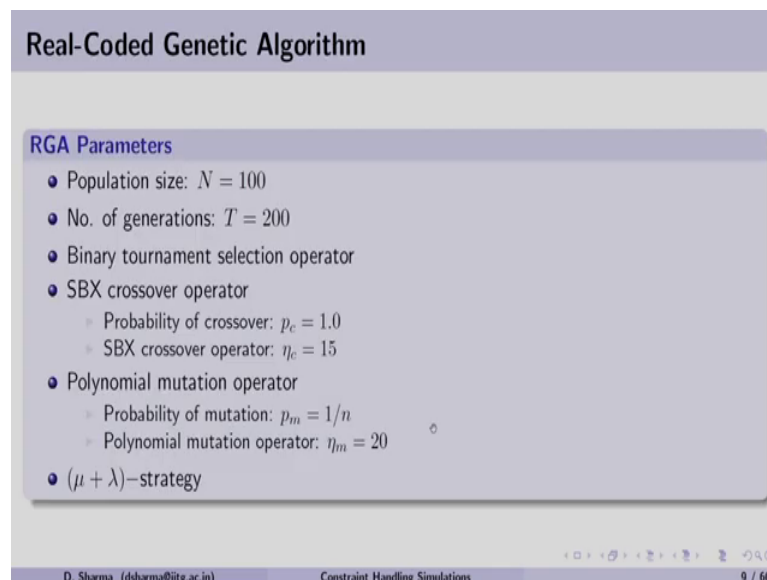 Real-Coded Genetic Algorithm
RGA Parameters
Population size: N = 100
No. of generations: T = 200
Binary tournament selection operator
SBX crossover operator
Probability of crossover: p_c = 1.0
SBX crossover operator: η_c = 15
Polynomial mutation operator
Probability of mutation: p_m = 1/n
Polynomial mutation operator: η_m = 20
(μ + λ)−strategy
D. Sharma (dsharma@iitg.ac.in) Constraint Handling Simulations 9 /